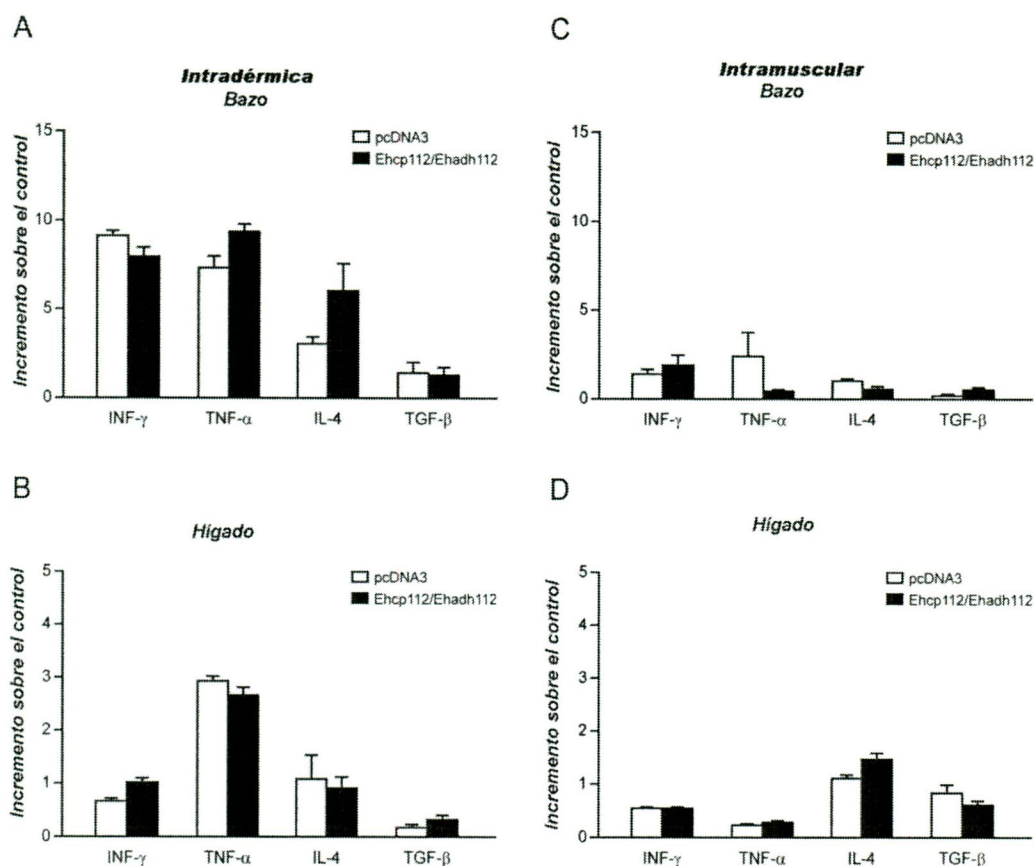 A
Intradérmica
Bazo
Incremento sobre el control
15
10
5
0
pcDNA3
Ehcp112/Ehadh112
INF-γ TNF-α IL-4 TGF-β
B
Hígado
Incremento sobre el control
5
4
3
2
1
0
pcDNA3
Ehcp112/Ehadh112
INF-γ TNF-α IL-4 TGF-β
C
Intramuscular
Bazo
Incremento sobre el control
15
10
5
0
pcDNA3
Ehcp112/Ehadh112
INF-γ TNF-α IL-4 TGF-β
D
Hígado
Incremento sobre el control
5
4
3
2
1
0
pcDNA3
Ehcp112/Ehadh112
INF-γ TNF-α IL-4 TGF-β